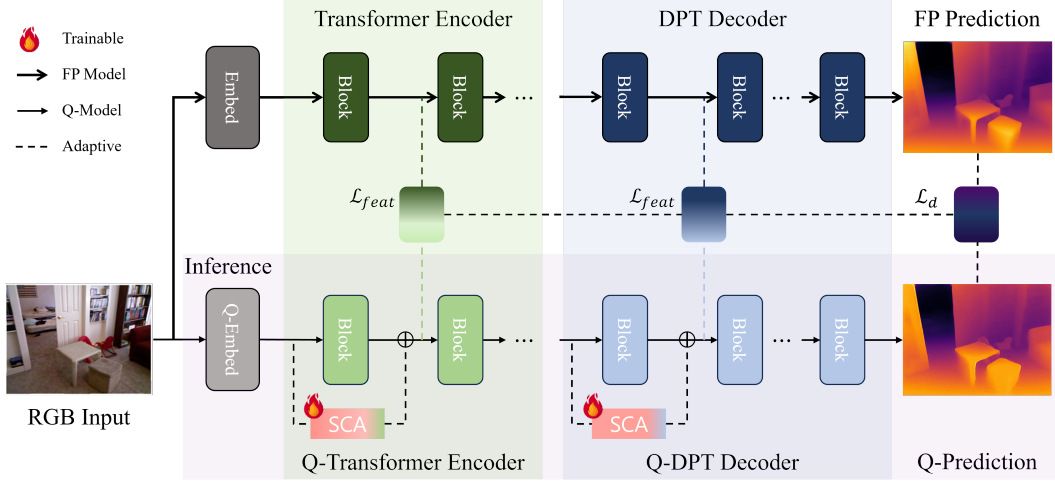 Transformer Encoder
DPT Decoder
FP Prediction
Trainable
FP Model
Q-Model
Adaptive
Embed
Block
Block
...
Block
Block
...
Block
ℒ_feat
ℒ_feat
ℒ_d
Inference
Q-Embed
Block
Block
...
Block
Block
...
Block
SCA
SCA
RGB Input
Q-Transformer Encoder
Q-DPT Decoder
Q-Prediction